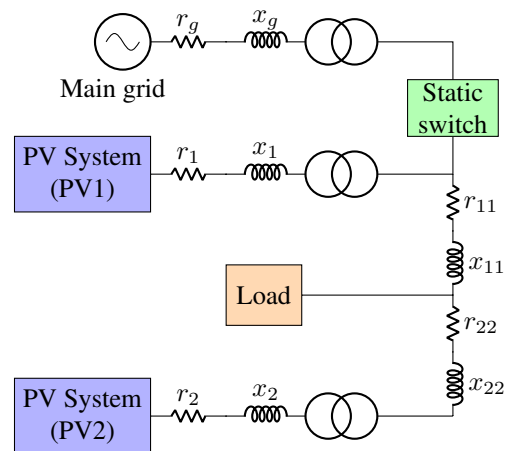 r_g
x_g
Main grid
Static
switch
PV System
(PV1)
r_1
x_1
r_11
x_11
Load
r_22
x_22
PV System
(PV2)
r_2
x_2